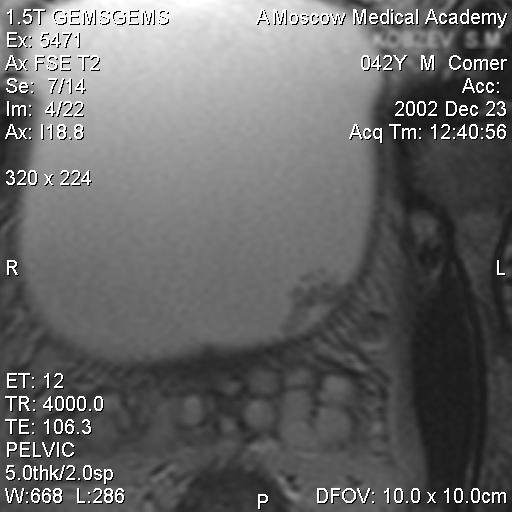 1.5T GEMSGEMS
Ex: 5471
Ax FSE T2
Se: 7/14
Im: 4/22
Ax: I18.8
320 x 224
A Moscow Medical Academy
042Y M Comer
Acc:
2002 Dec 23
Acq Tm: 12:40:56
R
L
ET: 12
TR: 4000.0
TE: 106.3
PELVIC
5.0thk/2.0sp
W:668 L:286
P
DFOV: 10.0 x 10.0cm